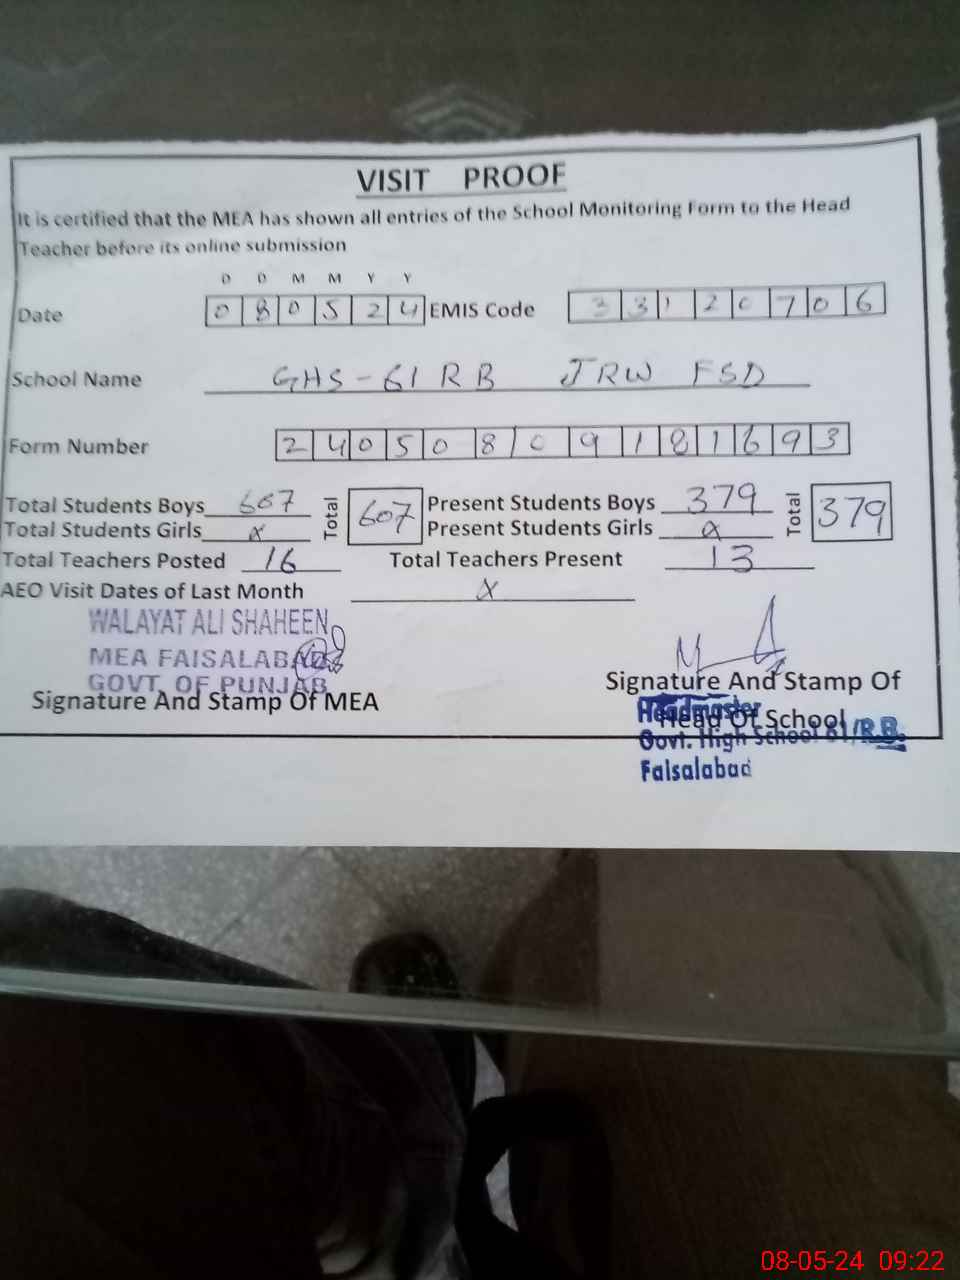 VISIT PROOF
It is certified that the MEA has shown all entries of the School Monitoring Form to the Head
Teacher before its online submission
D D M M Y Y
Date 0 8 0 5 2 4 EMIS Code 3 3 1 2 0 7 0 6
School Name GHS-61 RB JRW FSD
Form Number 2 4 0 5 0 8 0 9 1 8 1 6 9 3
Total Students Boys 607 Total 607 Present Students Boys 379 Total 379
Total Students Girls x Present Students Girls x
Total Teachers Posted 16 Total Teachers Present 13
AEO Visit Dates of Last Month x
WALAYAT ALI SHAHEEN
MEA FAISALABAD
GOVT. OF PUNJAB
Signature And Stamp Of MEA
Signature And Stamp Of
Head Of School
Headmaster
Govt. High School 61/R.B.
Faisalabad
08-05-24 09:22